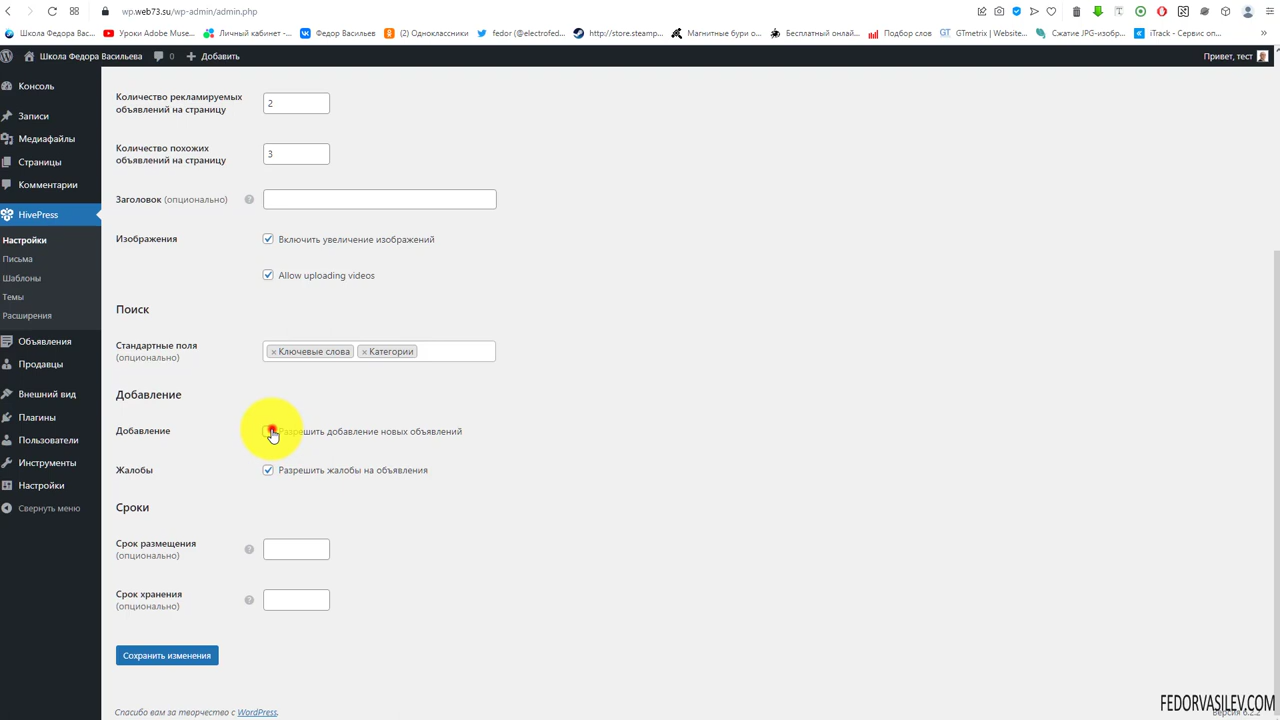 wp.web73.su/wp-admin/admin.php
Школа Федора Вас...
Уроки Adobe Muse...
Личный кабинет -...
Федор Васильев
(2) Одноклассники
fedor (@electrofed...
http://store.steamp...
Магнитные бури о...
Бесплатный онлай...
Подбор слов
GTmetrix | Website...
Сжатие JPG-изобр...
iTrack - Сервис оп...
»
Школа Федора Васильева
0
Добавить
Привет, тест
Консоль
Записи
Медиафайлы
Страницы
Комментарии
HivePress
Настройки
Письма
Шаблоны
Темы
Расширения
Объявления
Продавцы
Внешний вид
Плагины
Пользователи
Инструменты
Настройки
Свернуть меню
Количество рекламируемых
объявлений на страницу
2
Количество похожих
объявлений на страницу
3
Заголовок (опционально)
?
Изображения
Включить увеличение изображений
Allow uploading videos
Поиск
Стандартные поля
(опционально)
× Ключевые слова
× Категории
Добавление
Добавление
Разрешить добавление новых объявлений
Жалобы
Разрешить жалобы на объявления
Сроки
Срок размещения
(опционально)
?
Срок хранения
(опционально)
?
Сохранить изменения
Спасибо вам за творчество с WordPress.
FEDORVASILEV.COM
Версия 6.2.2